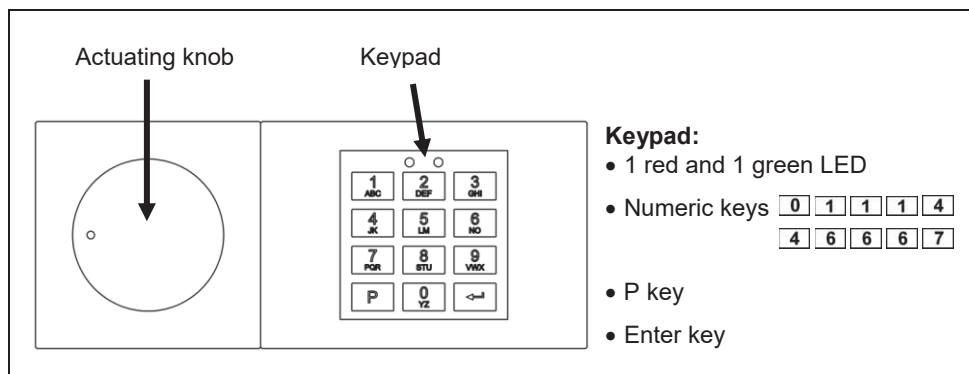 Actuating knob
Keypad
Keypad:
• 1 red and 1 green LED
• Numeric keys 0 1 1 1 4
4 6 6 6 7
• P key
• Enter key
1 2 3
ABC DEF GHI
4 5 6
JK LM NO
7 8 9
PQR STU VWX
P 0
YZ